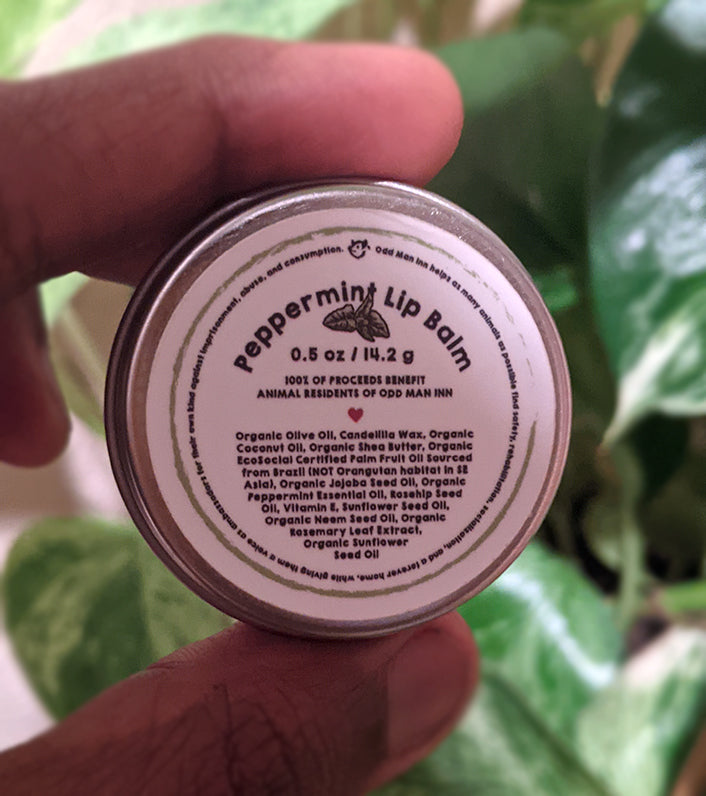 Odd Man Inn helps as many animals as possible find safety, rehabilitation, socialization, and a forever home, while giving them a voice as ambassadors for their own kind against imprisonment, abuse, and consumption.
Peppermint Lip Balm
0.5 oz / 14.2 g
100% OF PROCEEDS BENEFIT
ANIMAL RESIDENTS OF ODD MAN INN
Organic Olive Oil, Candelilla Wax, Organic
Coconut Oil, Organic Shea Butter, Organic
EcoSocial Certified Palm Fruit Oil Sourced
from Brazil (NOT Orangutan habitat in SE
Asia), Organic Jojoba Seed Oil, Organic
Peppermint Essential Oil, Rosehip Seed
Oil, Vitamin E, Sunflower Seed Oil,
Organic Neem Seed Oil, Organic
Rosemary Leaf Extract,
Organic Sunflower
Seed Oil